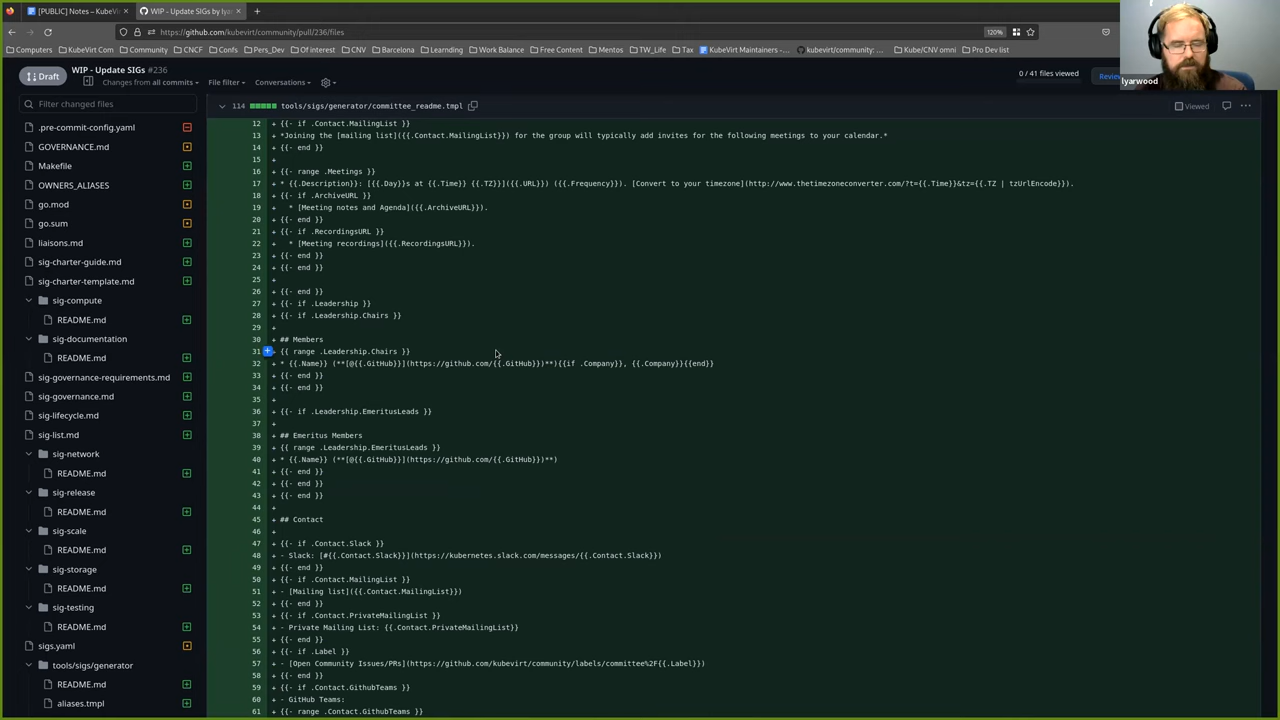 [PUBLIC] Notes – KubeV
WIP - Update SIGs by lyar
https://github.com/kubevirt/community/pull/236/files
120%
Computers KubeVirt Com Community CNCF Confs Pers_Dev Of interest CNV Barcelona Learnding Work Balance Free Content Mentos TW_Life Tax KubeVirt Maintainers -… kubevirt/community: … Kube/CNV omni Pro Dev list
lyarwood
Draft
WIP - Update SIGs #236
Changes from all commits
File filter
Conversations
0 / 41 files viewed
Filter changed files
114 tools/sigs/generator/committee_readme.tmpl
Viewed
.pre-commit-config.yaml
GOVERNANCE.md
Makefile
OWNERS_ALIASES
go.mod
go.sum
liaisons.md
sig-charter-guide.md
sig-charter-template.md
sig-compute
README.md
sig-documentation
README.md
sig-governance-requirements.md
sig-governance.md
sig-lifecycle.md
sig-list.md
sig-network
README.md
sig-release
README.md
sig-scale
README.md
sig-storage
README.md
sig-testing
README.md
sigs.yaml
tools/sigs/generator
README.md
aliases.tmpl
12 + {{- if .Contact.MailingList }}
13 + *Joining the [mailing list]({{.Contact.MailingList}}) for the group will typically add invites for the following meetings to your calendar.*
14 + {{- end }}
15 +
16 + {{- range .Meetings }}
17 + * {{.Description}}: [{{.Day}}s at {{.Time}} {{.TZ}}]({{.URL}}) ({{.Frequency}}). [Convert to your timezone](http://www.thetimezoneconverter.com/?t={{.Time}}&tz={{.TZ | tzUrlEncode}}).
18 + {{- if .ArchiveURL }}
19 +   * [Meeting notes and Agenda]({{.ArchiveURL}}).
20 + {{- end }}
21 + {{- if .RecordingsURL }}
22 +   * [Meeting recordings]({{.RecordingsURL}}).
23 + {{- end }}
24 + {{- end }}
25 +
26 + {{- end }}
27 + {{- if .Leadership }}
28 + {{- if .Leadership.Chairs }}
29 +
30 + ## Members
31 + {{ range .Leadership.Chairs }}
32 + * {{.Name}} (**[@{{.GitHub}}](https://github.com/{{.GitHub}})**){{if .Company}}, {{.Company}}{{end}}
33 + {{- end }}
34 + {{- end }}
35 +
36 + {{- if .Leadership.EmeritusLeads }}
37 +
38 + ## Emeritus Members
39 + {{ range .Leadership.EmeritusLeads }}
40 + * {{.Name}} (**[@{{.GitHub}}](https://github.com/{{.GitHub}})**)
41 + {{- end }}
42 + {{- end }}
43 + {{- end }}
44 +
45 + ## Contact
46 +
47 + {{- if .Contact.Slack }}
48 + - Slack: [#{{.Contact.Slack}}](https://kubernetes.slack.com/messages/{{.Contact.Slack}})
49 + {{- end }}
50 + {{- if .Contact.MailingList }}
51 + - [Mailing list]({{.Contact.MailingList}})
52 + {{- end }}
53 + {{- if .Contact.PrivateMailingList }}
54 + - Private Mailing List: {{.Contact.PrivateMailingList}}
55 + {{- end }}
56 + {{- if .Label }}
57 + - [Open Community Issues/PRs](https://github.com/kubevirt/community/labels/committee%2F{{.Label}})
58 + {{- end }}
59 + {{- if .Contact.GithubTeams }}
60 + - GitHub Teams:
61 + {{- range .Contact.GithubTeams }}